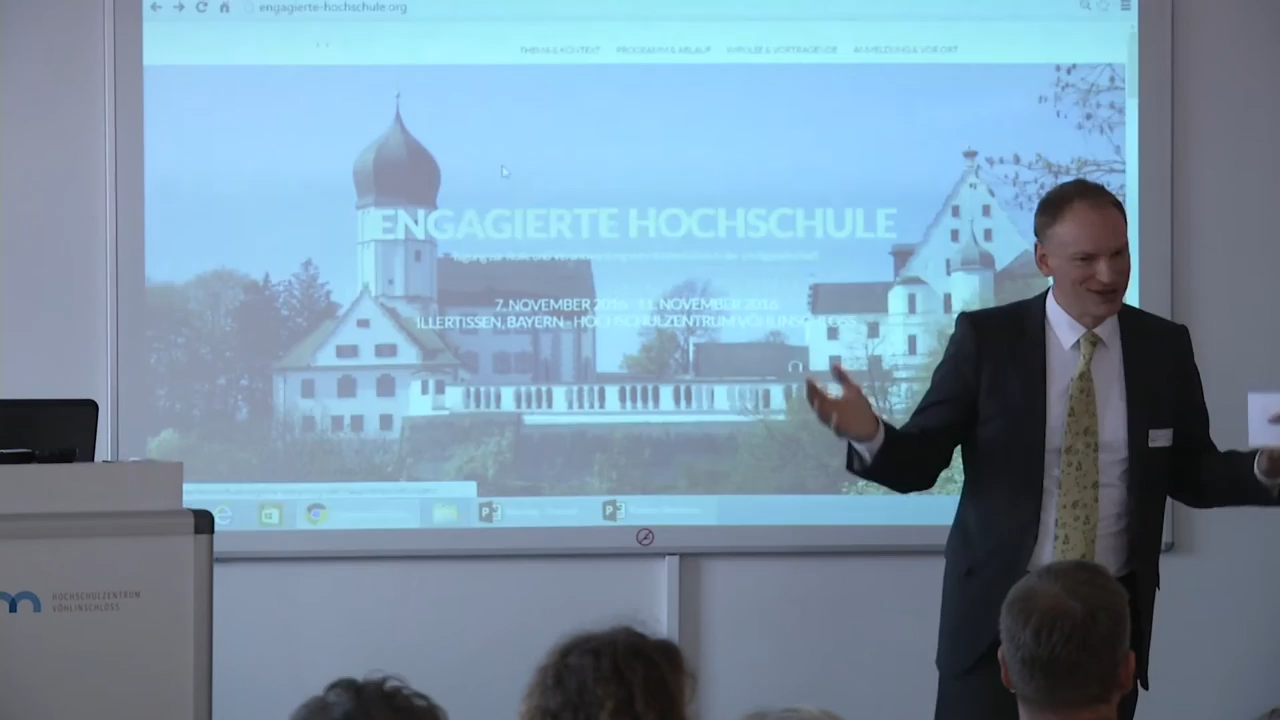 engagierte-hochschule.org
THEMA & KONTEXT PROGRAMM & ABLAUF IMPULSE & VORTRAGENDE ANMELDUNG & VOR ORT
ENGAGIERTE HOCHSCHULE
7. NOVEMBER 2016 - 11. NOVEMBER 2016
ILLERTISSEN, BAYERN - HOCHSCHULZENTRUM VÖHLINSCHLOSS
HOCHSCHULZENTRUM
VÖHLINSCHLOSS